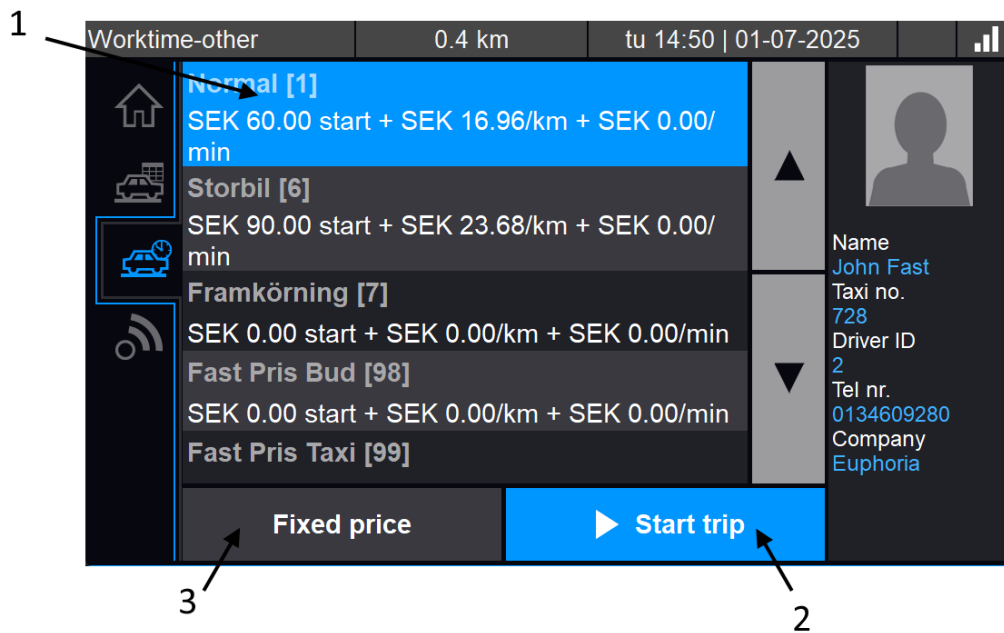 1
Worktime-other 0.4 km tu 14:50 | 01-07-2025
Normal [1]
SEK 60.00 start + SEK 16.96/km + SEK 0.00/
min
Storbil [6]
SEK 90.00 start + SEK 23.68/km + SEK 0.00/
min
Framkörning [7]
SEK 0.00 start + SEK 0.00/km + SEK 0.00/min
Fast Pris Bud [98]
SEK 0.00 start + SEK 0.00/km + SEK 0.00/min
Fast Pris Taxi [99]
Name
John Fast
Taxi no.
728
Driver ID
2
Tel nr.
0134609280
Company
Euphoria
Fixed price
Start trip
3
2